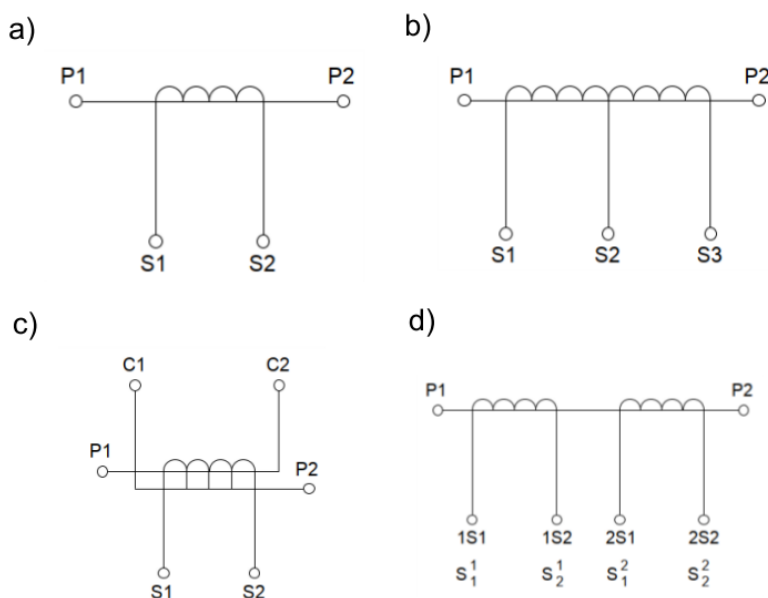 a)
P1 P2
S1 S2
b)
P1 P2
S1 S2 S3
c)
C1 C2
P1
P2
S1 S2
d)
P1 P2
1S1 1S2 2S1 2S2
S₁¹ S₂¹ S₁² S₂²